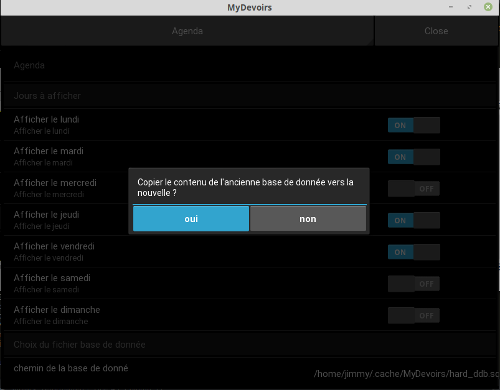 MyDevoirs
Agenda Close
Agenda
Jours à afficher
Afficher le lundi
Afficher le lundi
ON
Afficher le mardi
Afficher le mardi
ON
Afficher le mercredi
Afficher le mercredi
OFF
Copier le contenu de l'ancienne base de donnée vers la
nouvelle ?
oui non
Afficher le jeudi
Afficher le jeudi
ON
Afficher le vendredi
Afficher le vendredi
ON
Afficher le samedi
Afficher le samedi
OFF
Afficher le dimanche
Afficher le dimanche
OFF
Choix du fichier base de donnée
chemin de la base de donné
/home/jimmy/.cache/MyDevoirs/hard_ddb.sq